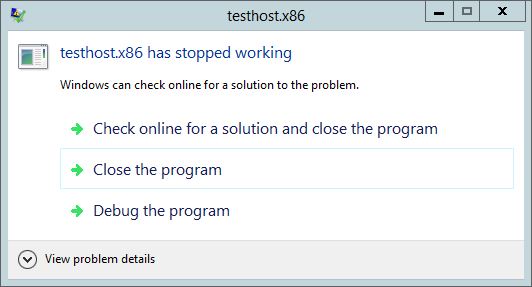 testhost.x86
testhost.x86 has stopped working
Windows can check online for a solution to the problem.
Check online for a solution and close the program
Close the program
Debug the program
View problem details